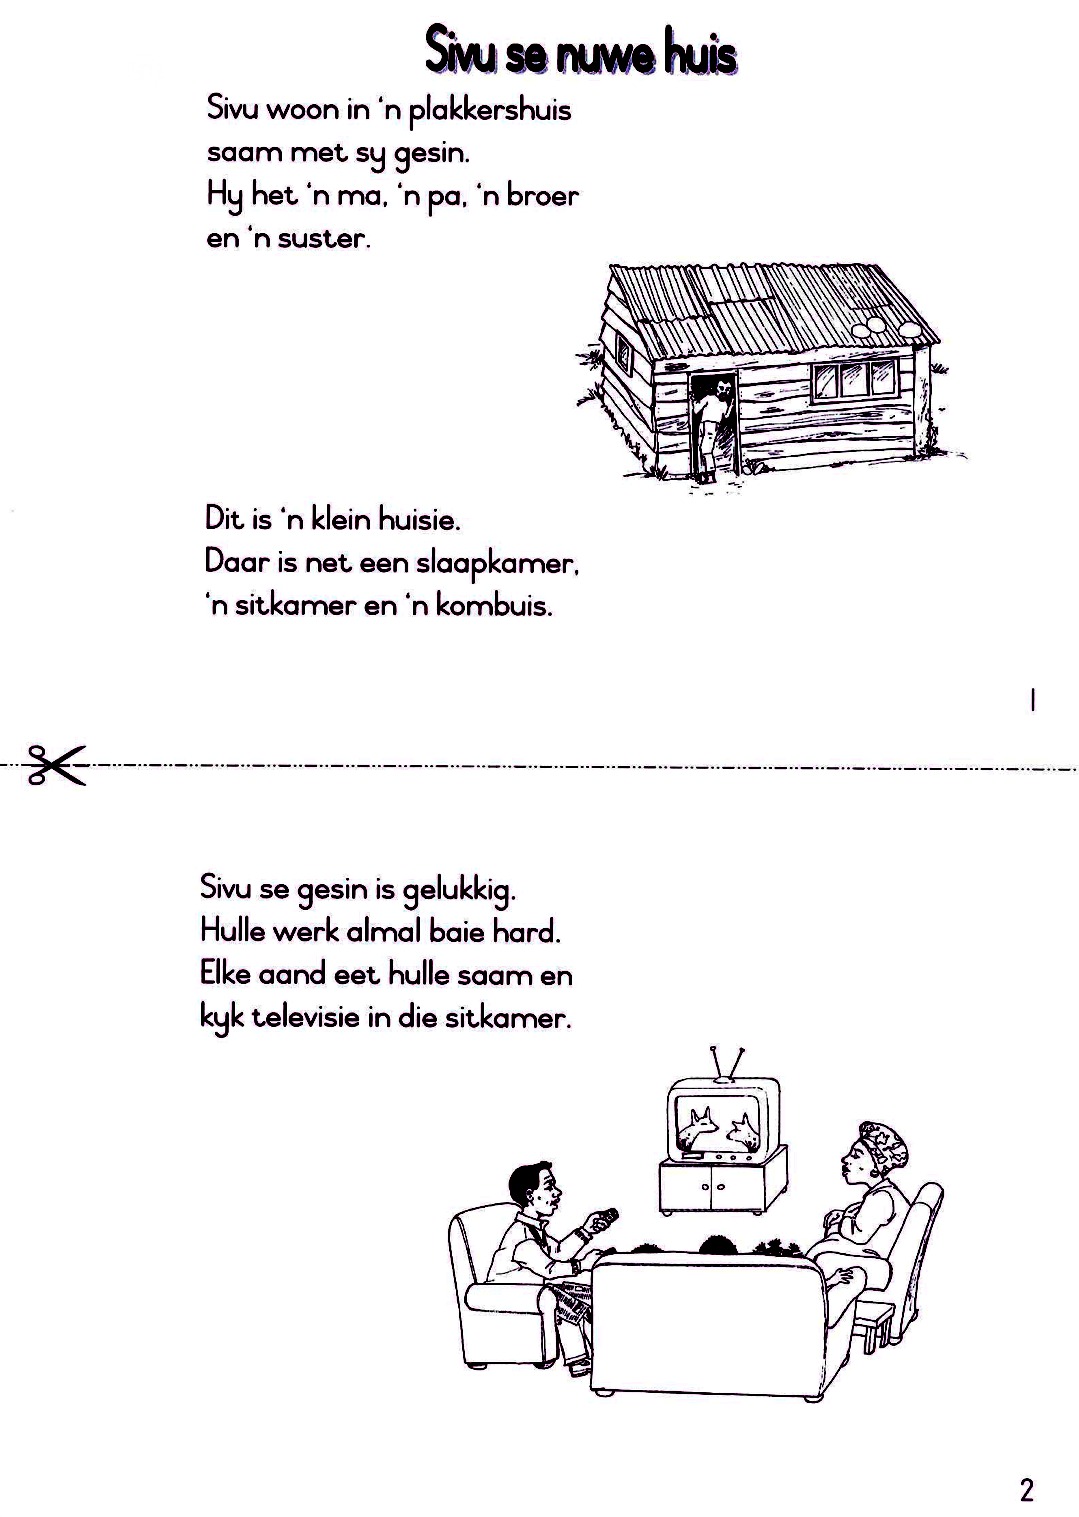 Sivu se nuwe huis
Sivu woon in ‘n plakkershuis
saam met sy gesin.
Hy het ‘n ma, ‘n pa, ‘n broer
en ‘n suster.
Dit is ‘n klein huisie.
Daar is net een slaapkamer,
‘n sitkamer en ‘n kombuis.
1
Sivu se gesin is gelukkig.
Hulle werk almal baie hard.
Elke aand eet hulle saam en
kyk televisie in die sitkamer.
2